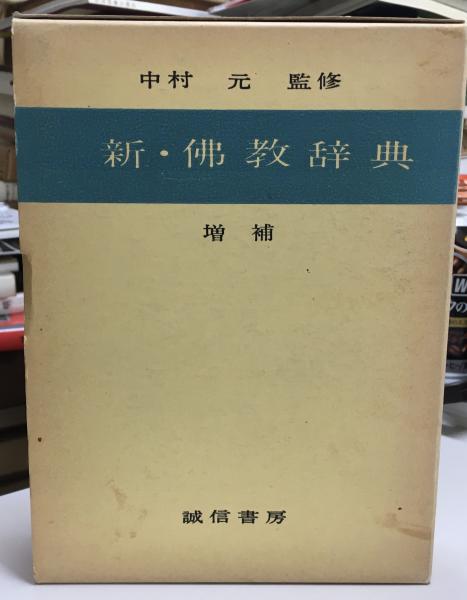 中村 元 監修
新・佛教辞典
増補
誠信書房